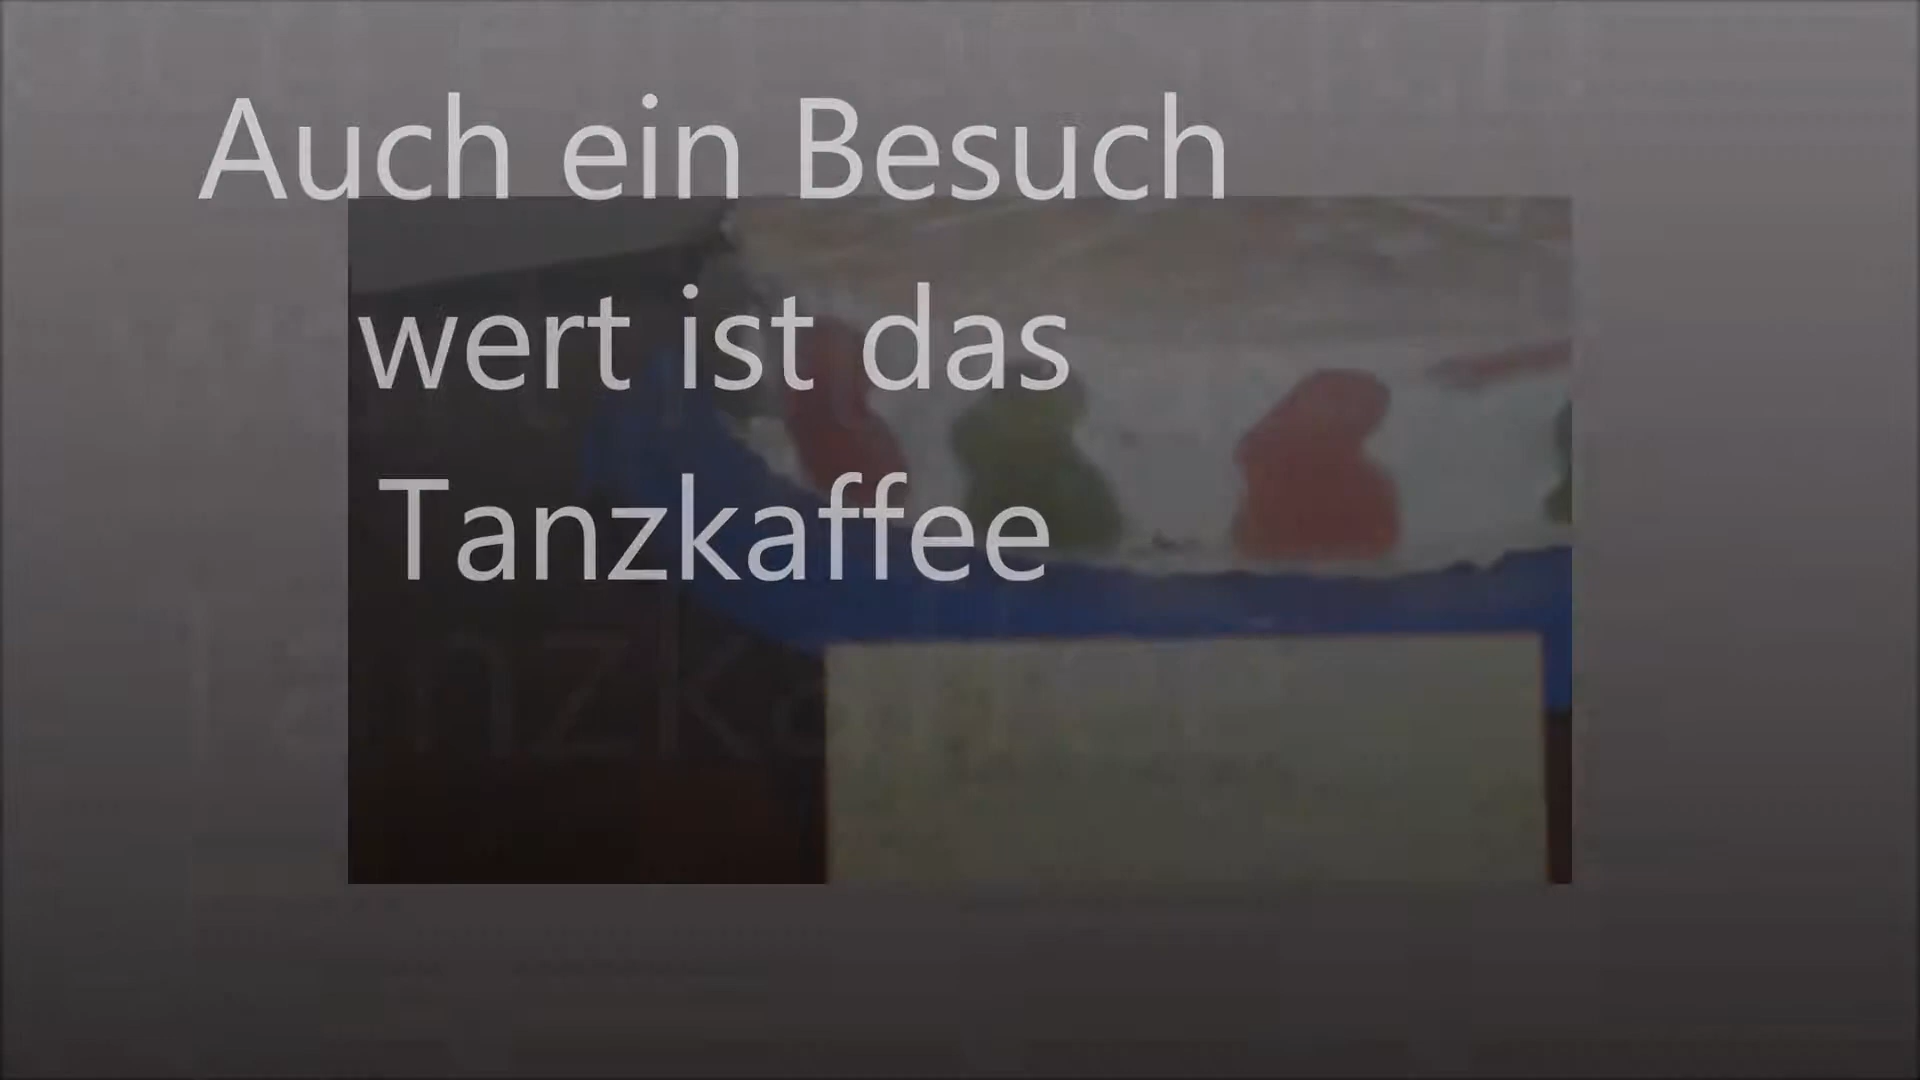 Auch ein Besuch
wert ist das
Tanzkaffee